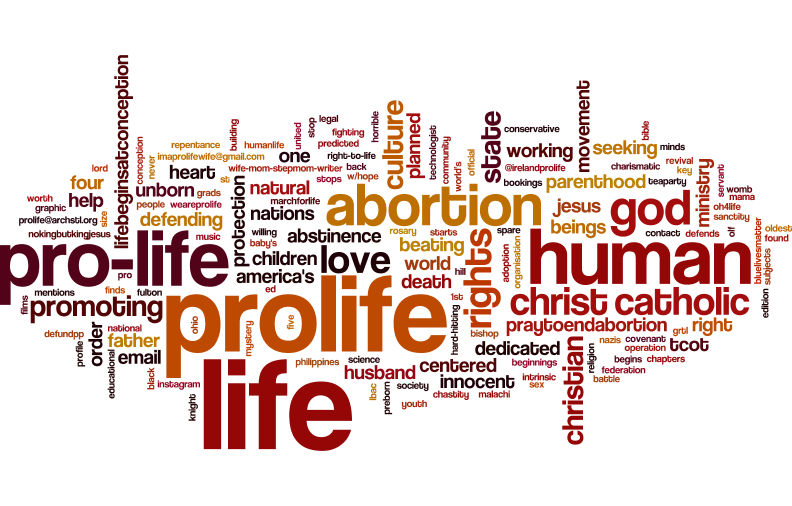 lifebeginsatconception
conception
never
repentance
building
humanlife
united
stop
legal
fighting
predicted
horrible
culture
planned
technologist
community
world's
official
state
conservative
movement
bible
imaprolifewife@gmail.com
one
right-to-life
working
seeking
minds
lord
heart
wife-mom-stepmom-writer
back
@irelandprolife
charismatic
revival
key
four
unborn
grads
st
natural
w/hope
bookings
parenthood
teaparty
ministry
servant
womb
mama
worth
help
people
weareprolife
marchforlife
abortion
jesus
god
oh4life
sanctity
graphic
size
prolife@archstl.org
defending
protection
nations
beings
nokingbutkingjesus
music
willing
baby's
abstinence
rosary
starts
spare
contact
defends
olf
bluelivesmatter
subjects
oldest
found
pro-life
beating
rights
adoption
organisation
human
pro
children
love
world
hill
america's
death
films
mentions
finds
fulton
ed
edition
promoting
prolife
1st
christ catholic
hard-hitting
defundpp
order
national
ohio
mystery
five
bishop
praytoendabortion
grtl
right
profile
father
dedicated
christian
nazis
covenant
operation
tcot
educational
email
philippines
science
religion
begins
chapters
life
husband
centered
beginnings
federation
black
instagram
lbac
preborn
society
innocent
intrinsic
sex
battle
knight
chastity
malachi
youth